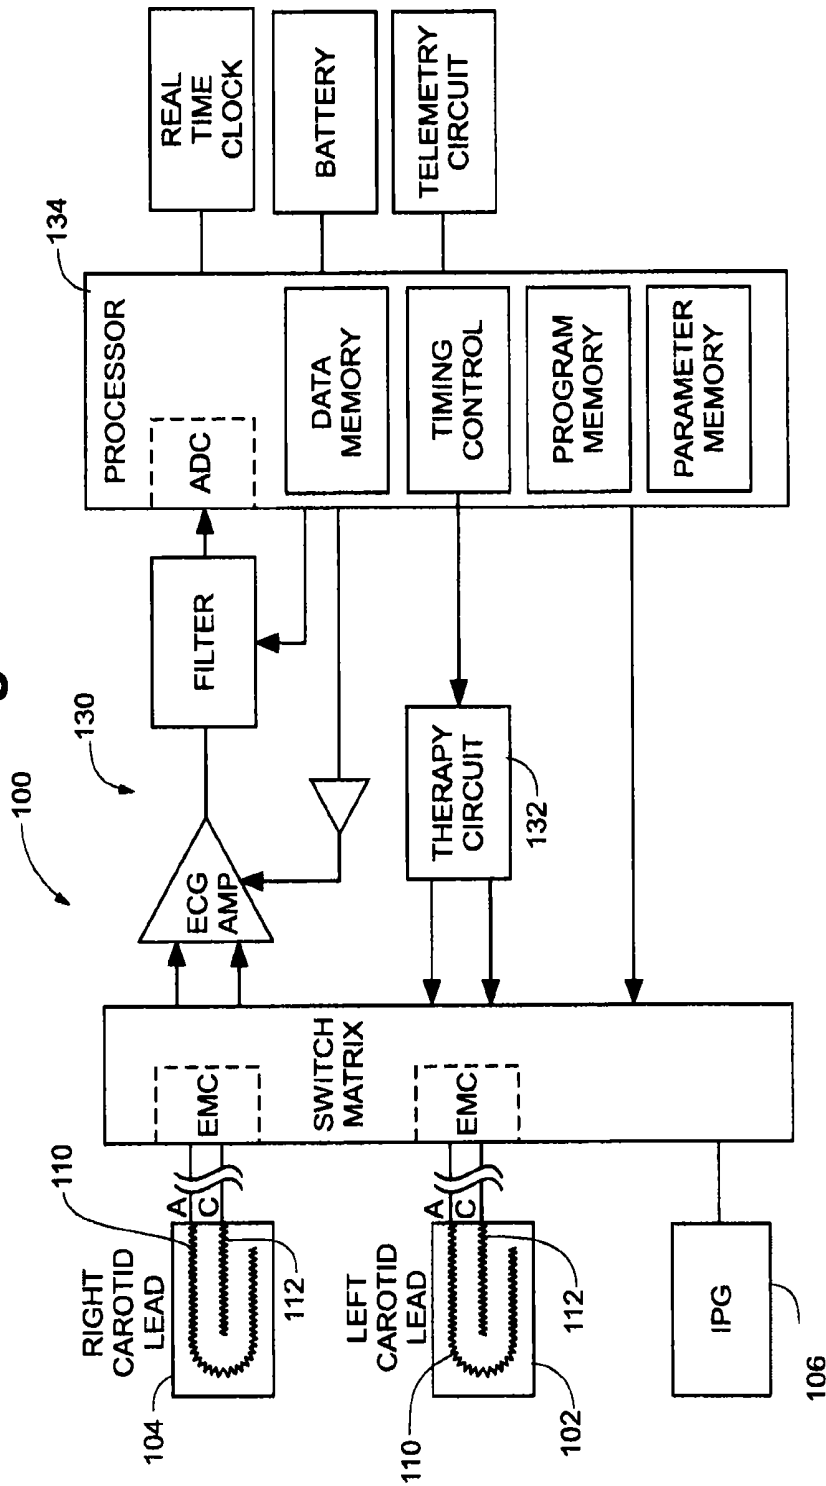 100
130
134
RIGHT
CAROTID
LEAD
104
110
112
A
C
EMC
LEFT
CAROTID
LEAD
110
102
112
A
C
EMC
IPG
106
SWITCH
MATRIX
ECG
AMP
FILTER
THERAPY
CIRCUIT
132
PROCESSOR
ADC
DATA
MEMORY
TIMING
CONTROL
PROGRAM
MEMORY
PARAMETER
MEMORY
REAL
TIME
CLOCK
BATTERY
TELEMETRY
CIRCUIT